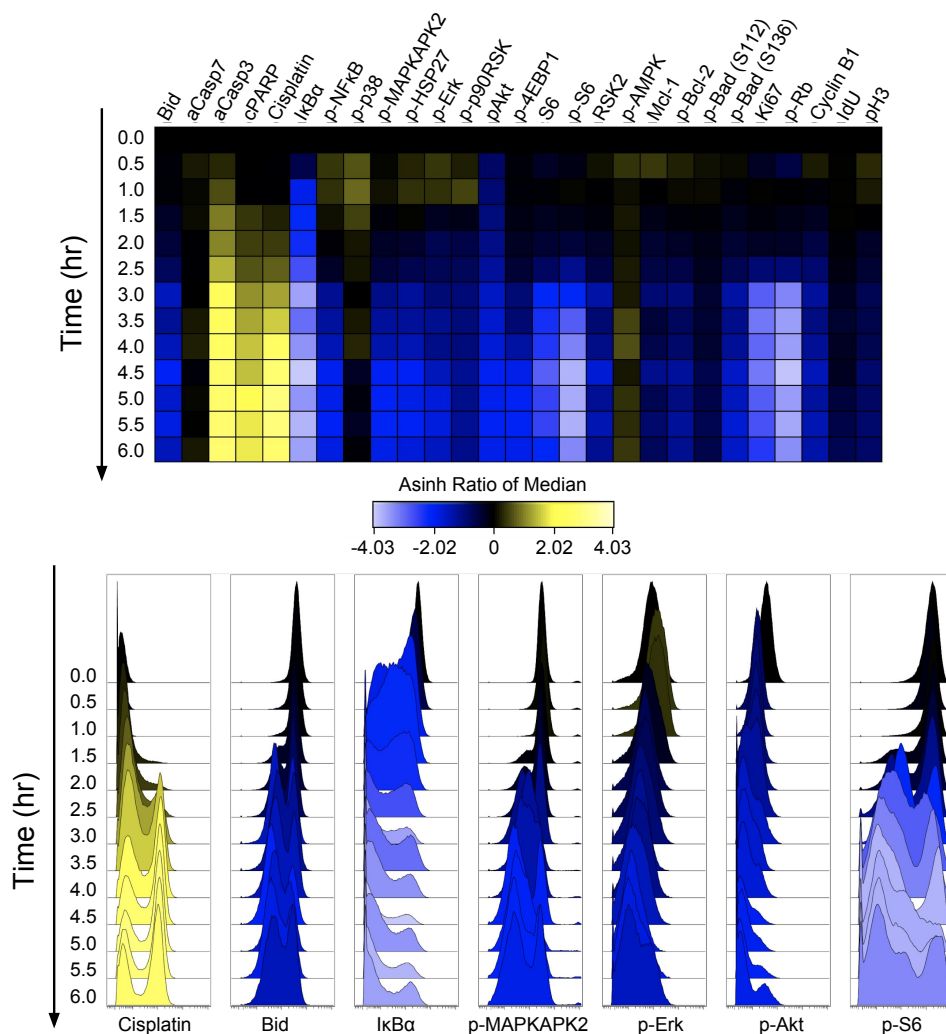 Bid
aCasp7
aCasp3
cPARP
Cisplatin
IκBα
p-NFκB
p-p38
p-MAPKAPK2
p-HSP27
p-Erk
p-p90RSK
pAkt
p-4EBP1
S6
p-S6
RSK2
p-AMPK
Mcl-1
p-Bcl-2
p-Bad (S112)
p-Bad (S136)
Ki67
p-Rb
Cyclin B1
IdU
pH3
Time (hr)
0.0
0.5
1.0
1.5
2.0
2.5
3.0
3.5
4.0
4.5
5.0
5.5
6.0
Asinh Ratio of Median
-4.03 -2.02 0 2.02 4.03
Time (hr)
0.0
0.5
1.0
1.5
2.0
2.5
3.0
3.5
4.0
4.5
5.0
5.5
6.0
Cisplatin Bid IκBα p-MAPKAPK2 p-Erk p-Akt p-S6